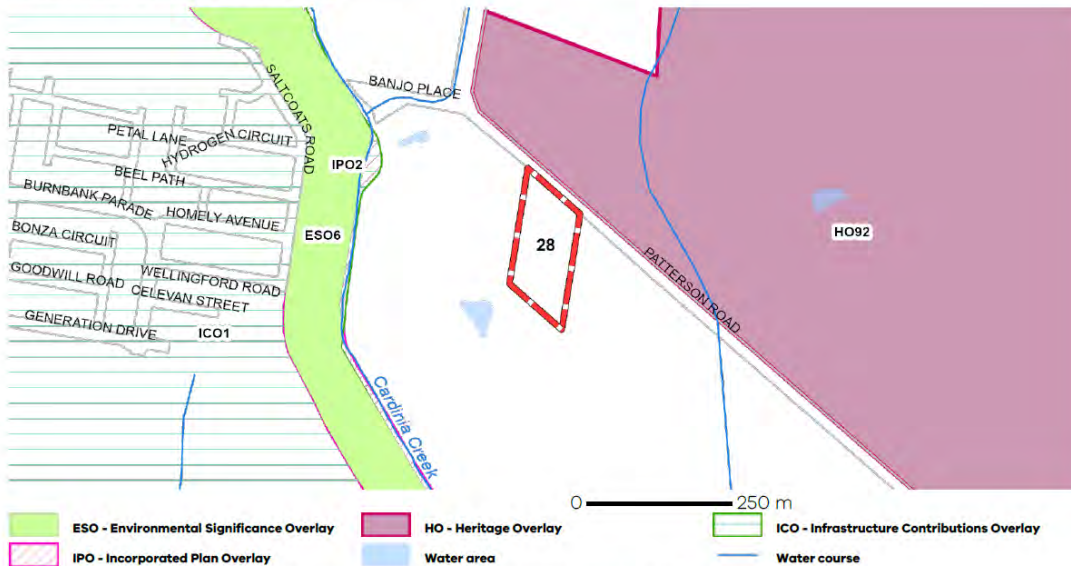 BANJO PLACE
SALTCOATS ROAD
PETAL LANE
HYDROGEN CIRCUIT
IPO2
BEEL PATH
BURNBANK PARADE
HOMELY AVENUE
HO92
BONZA CIRCUIT
ESO6
28
WELLINGFORD ROAD
GOODWILL ROAD
CELEVAN STREET
PATTERSON ROAD
GENERATION DRIVE
ICO1
Cardinia Creek
0 250 m
ESO - Environmental Significance Overlay
HO - Heritage Overlay
ICO - Infrastructure Contributions Overlay
IPO - Incorporated Plan Overlay
Water area
Water course